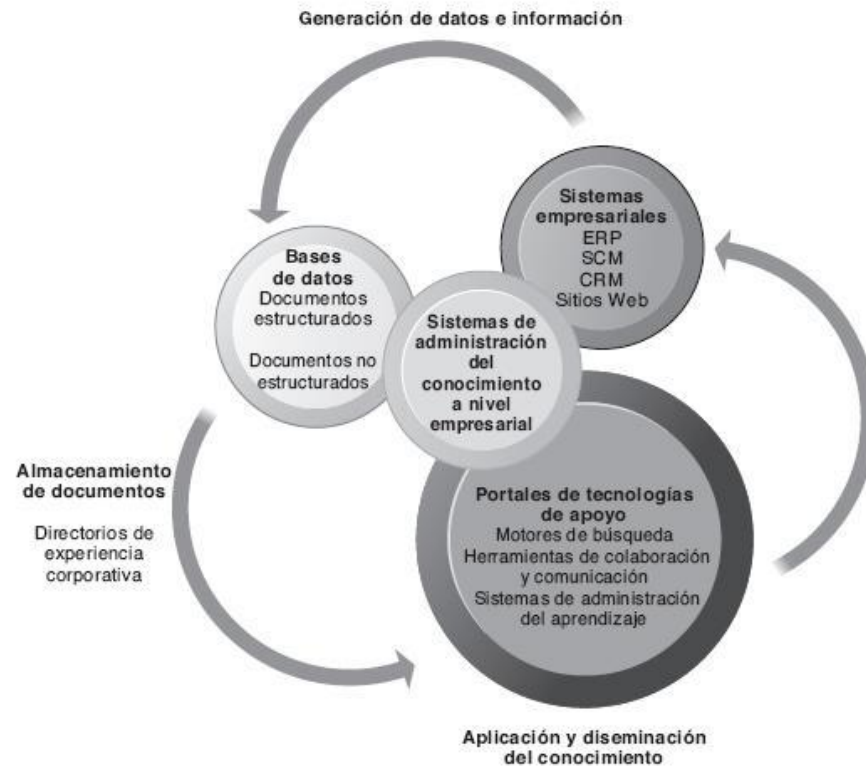 Generación de datos e información
Sistemas
empresariales
ERP
SCM
CRM
Sitios Web
Bases
de datos
Documentos
estructurados
Documentos no
estructurados
Sistemas de
administración
del
conocimiento
a nivel
empresarial
Almacenamiento
de documentos
Directorios de
experiencia
corporativa
Portales de tecnologías
de apoyo
Motores de búsqueda
Herramientas de colaboración
y comunicación
Sistemas de administración
del aprendizaje
Aplicación y diseminación
del conocimiento